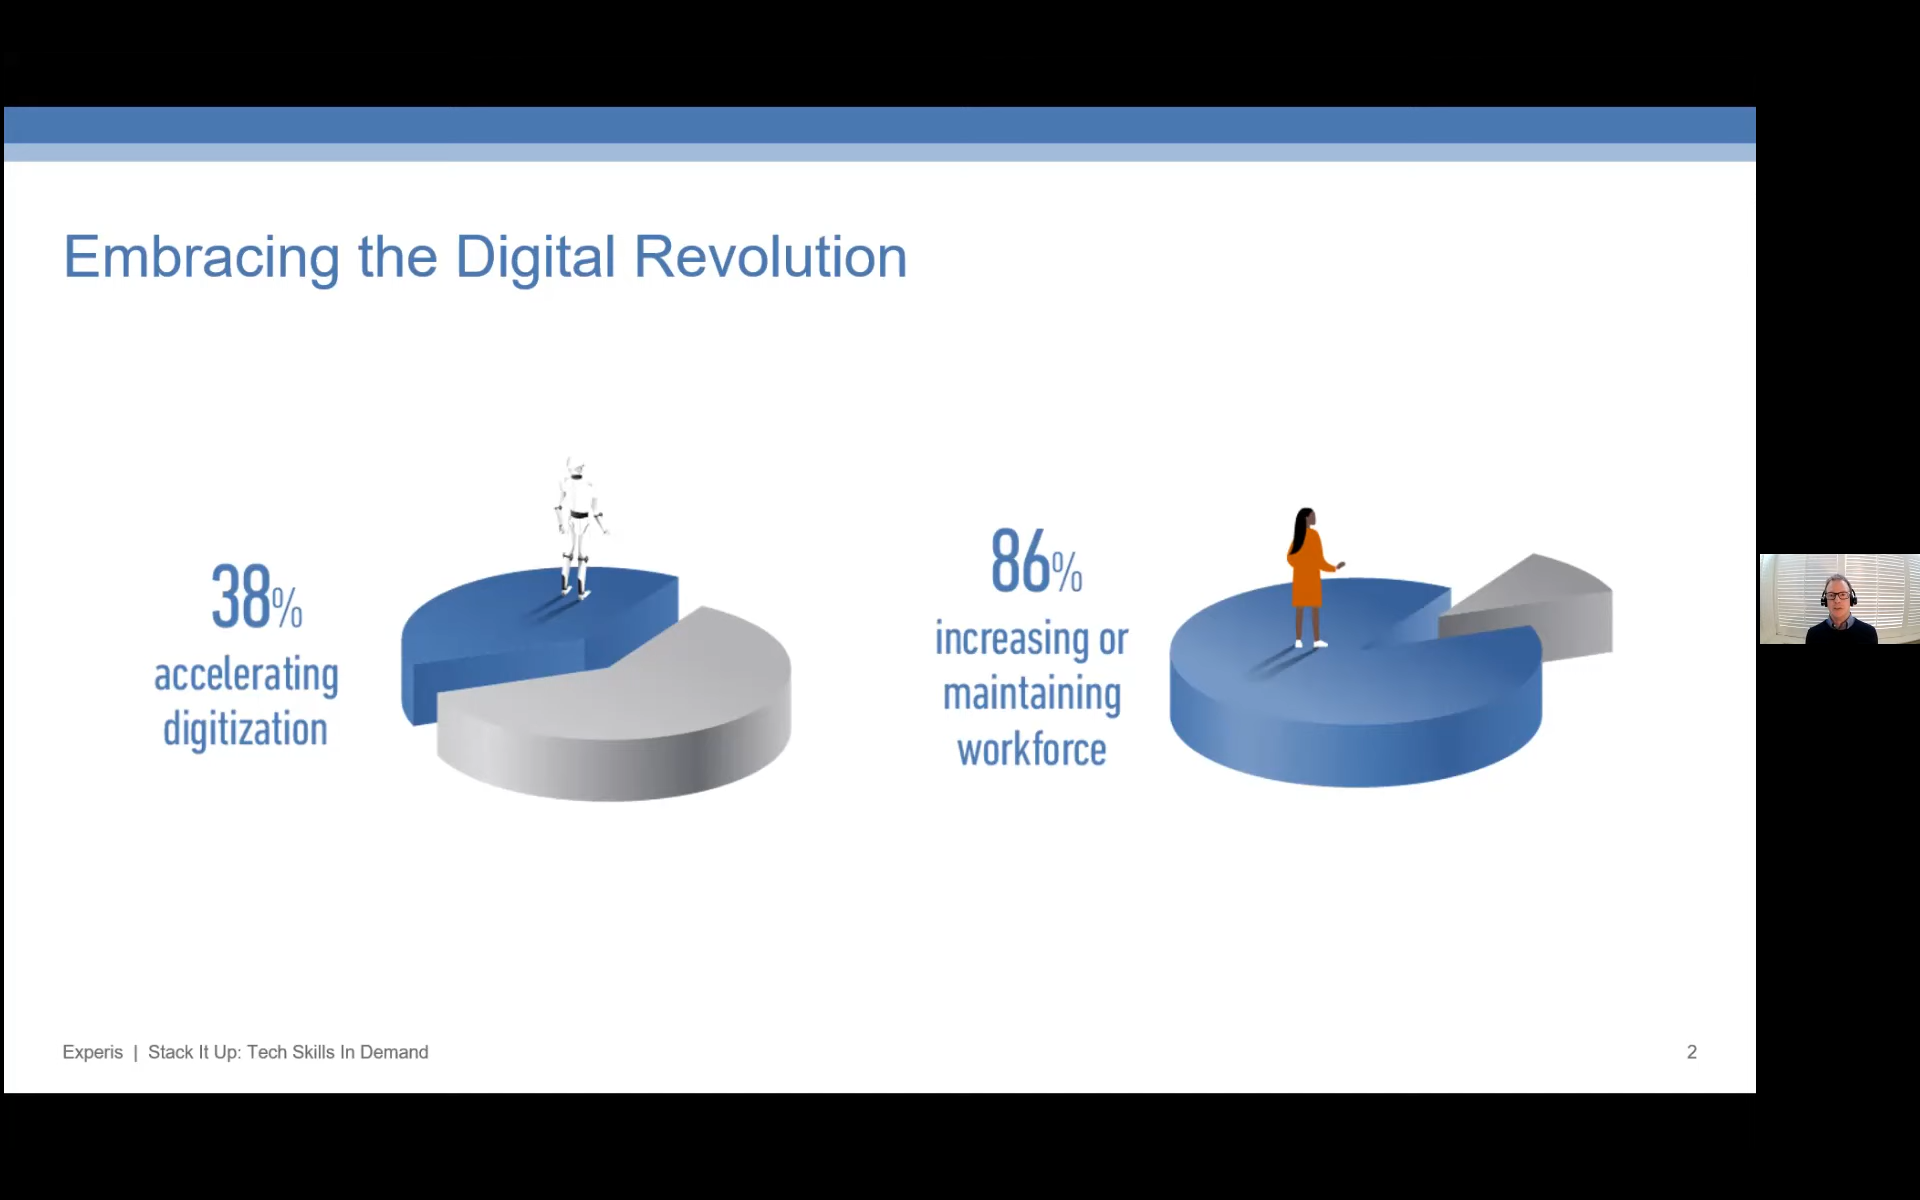 Embracing the Digital Revolution
38%
accelerating
digitization
86%
increasing or
maintaining
workforce
Experis | Stack It Up: Tech Skills In Demand
2